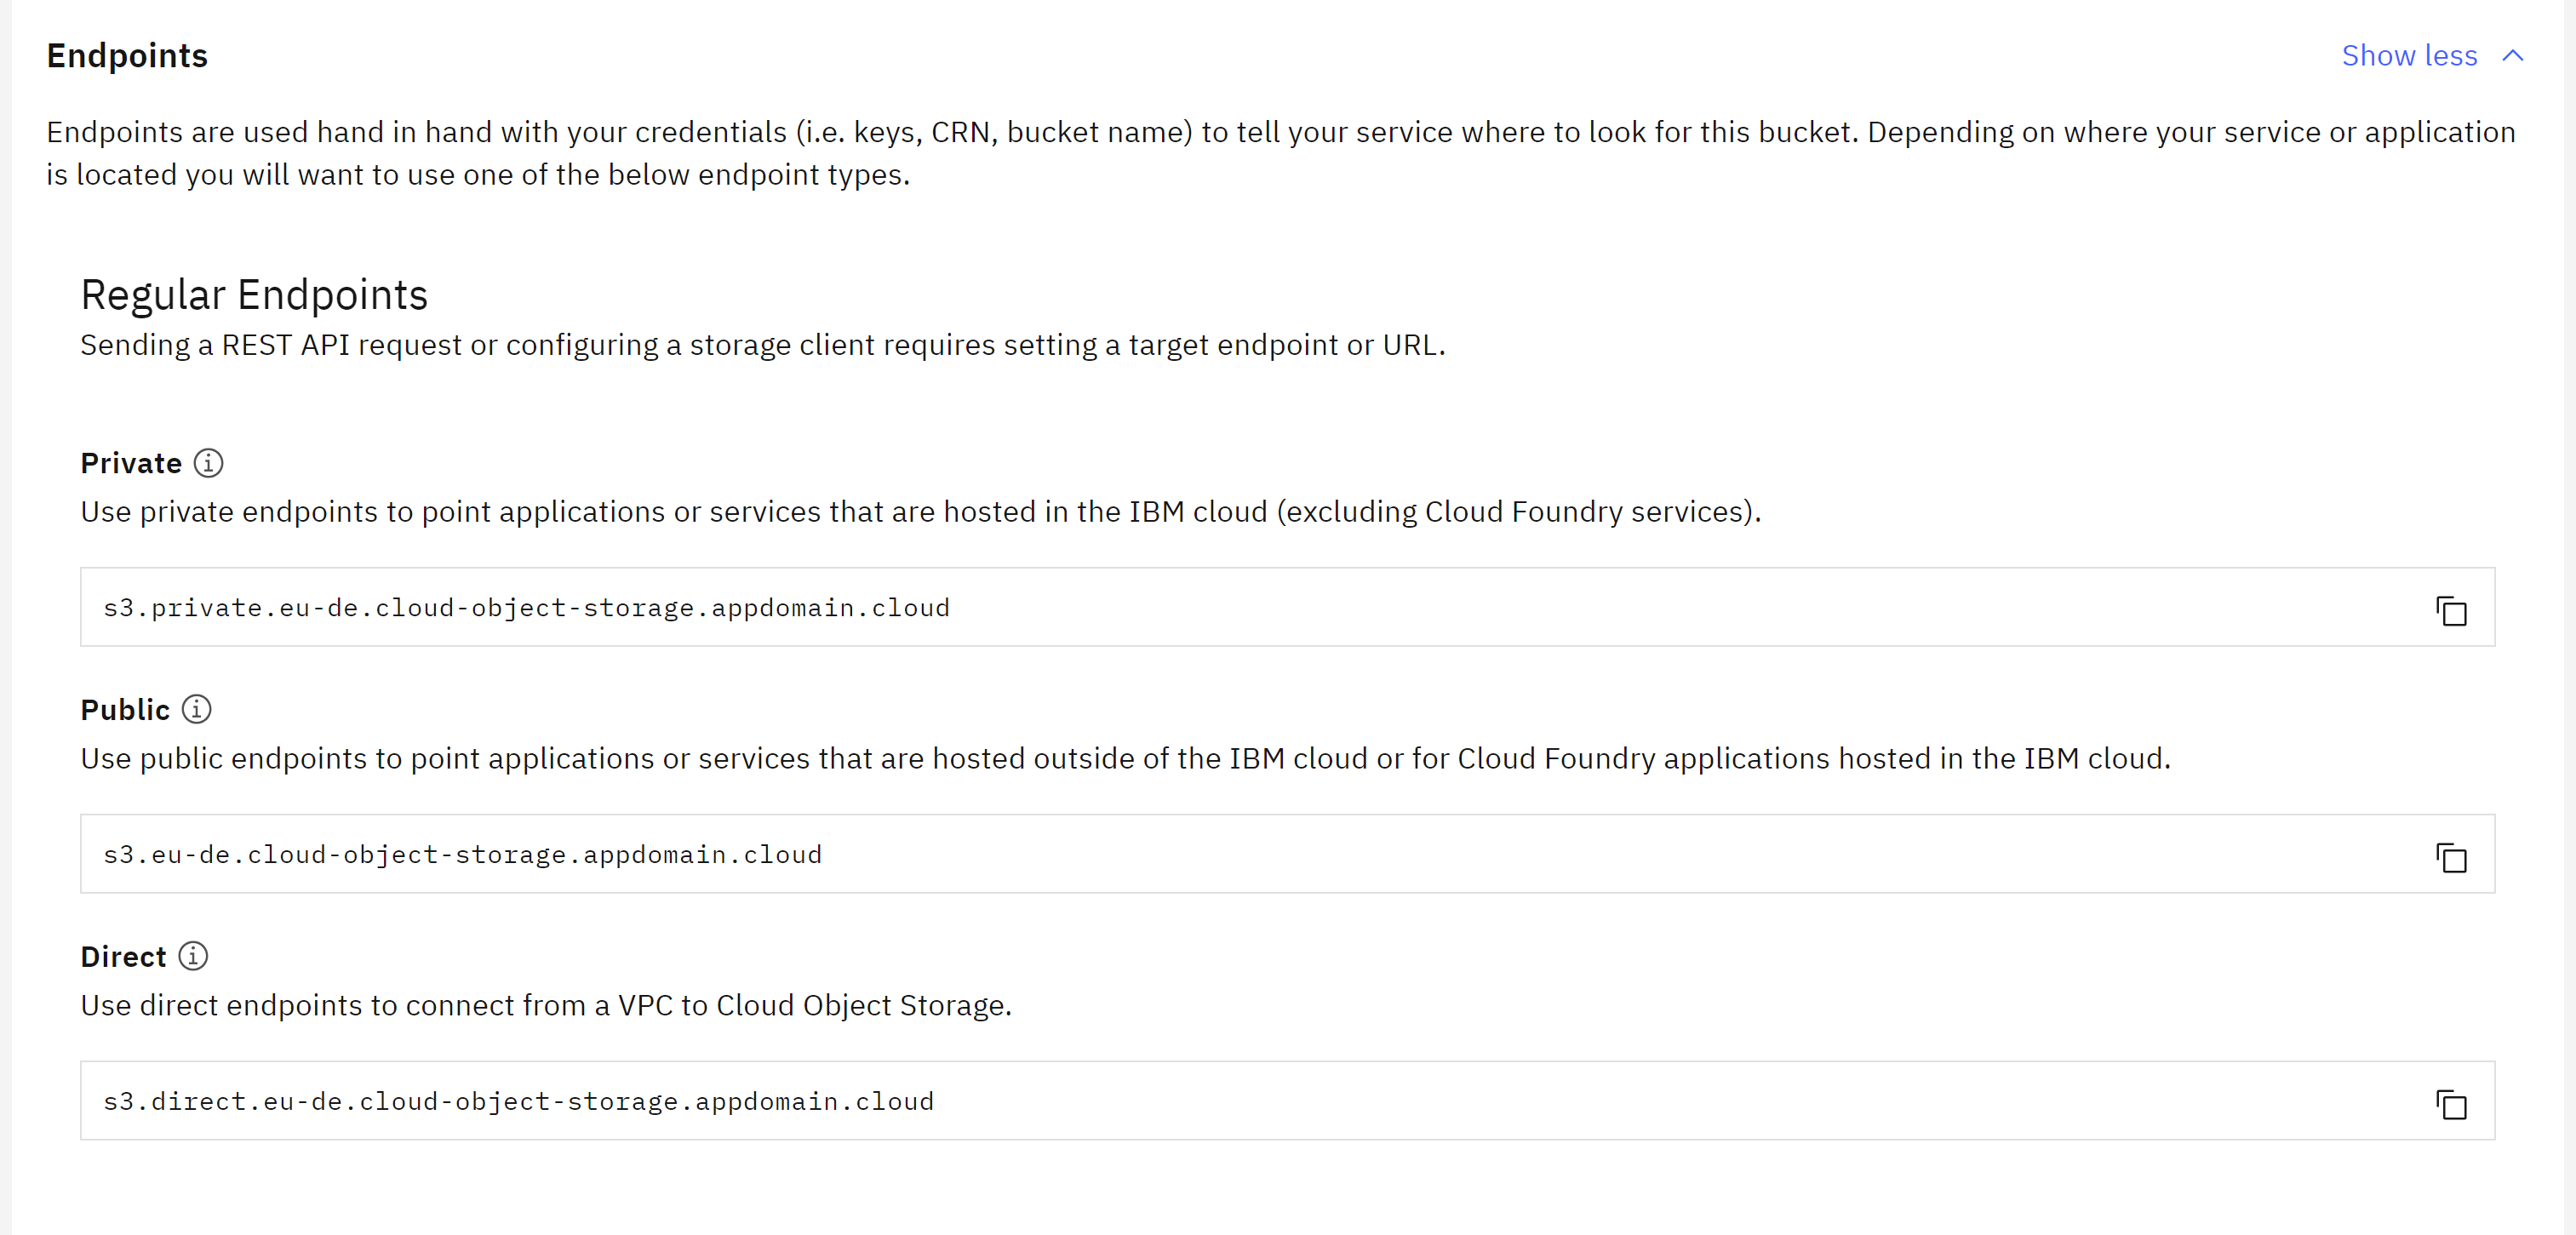 Endpoints
Show less
Endpoints are used hand in hand with your credentials (i.e. keys, CRN, bucket name) to tell your service where to look for this bucket. Depending on where your service or application
is located you will want to use one of the below endpoint types.
Regular Endpoints
Sending a REST API request or configuring a storage client requires setting a target endpoint or URL.
Private
Use private endpoints to point applications or services that are hosted in the IBM cloud (excluding Cloud Foundry services).
s3.private.eu-de.cloud-object-storage.appdomain.cloud
Public
Use public endpoints to point applications or services that are hosted outside of the IBM cloud or for Cloud Foundry applications hosted in the IBM cloud.
s3.eu-de.cloud-object-storage.appdomain.cloud
Direct
Use direct endpoints to connect from a VPC to Cloud Object Storage.
s3.direct.eu-de.cloud-object-storage.appdomain.cloud